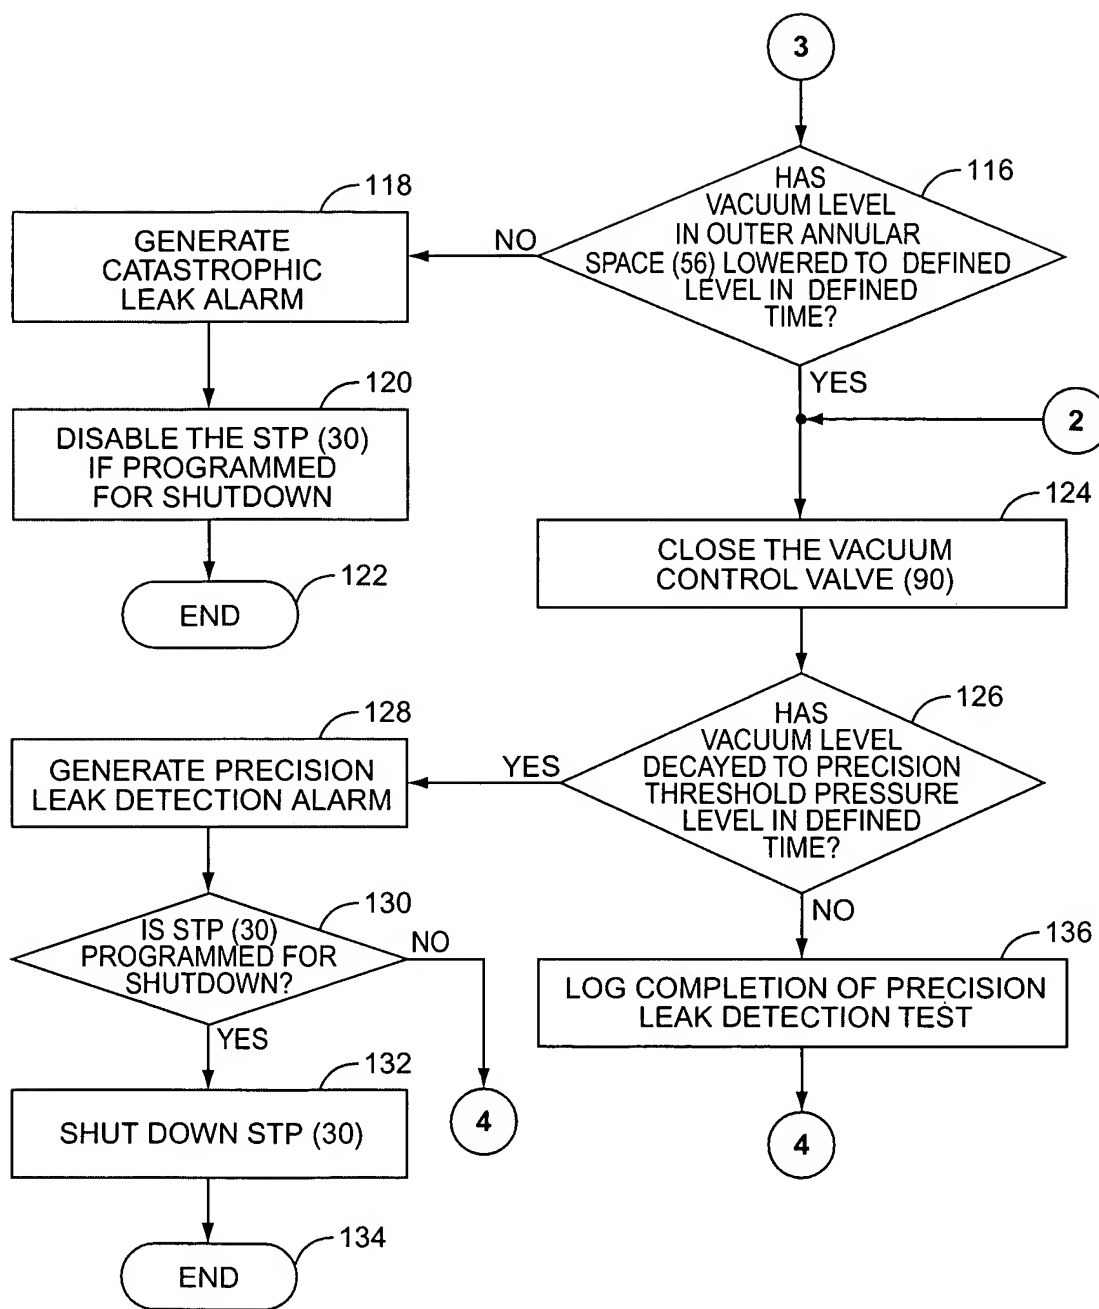 3
HAS
VACUUM LEVEL
IN OUTER ANNULAR
SPACE (56) LOWERED TO DEFINED
LEVEL IN DEFINED
TIME?
116
NO
YES
118
GENERATE
CATASTROPHIC
LEAK ALARM
120
DISABLE THE STP (30)
IF PROGRAMMED
FOR SHUTDOWN
122
END
2
124
CLOSE THE VACUUM
CONTROL VALVE (90)
126
HAS
VACUUM LEVEL
DECAYED TO PRECISION
THRESHOLD PRESSURE
LEVEL IN DEFINED
TIME?
YES
NO
128
GENERATE PRECISION
LEAK DETECTION ALARM
130
IS STP (30)
PROGRAMMED FOR
SHUTDOWN?
NO
YES
4
132
SHUT DOWN STP (30)
134
END
136
LOG COMPLETION OF PRECISION
LEAK DETECTION TEST
4